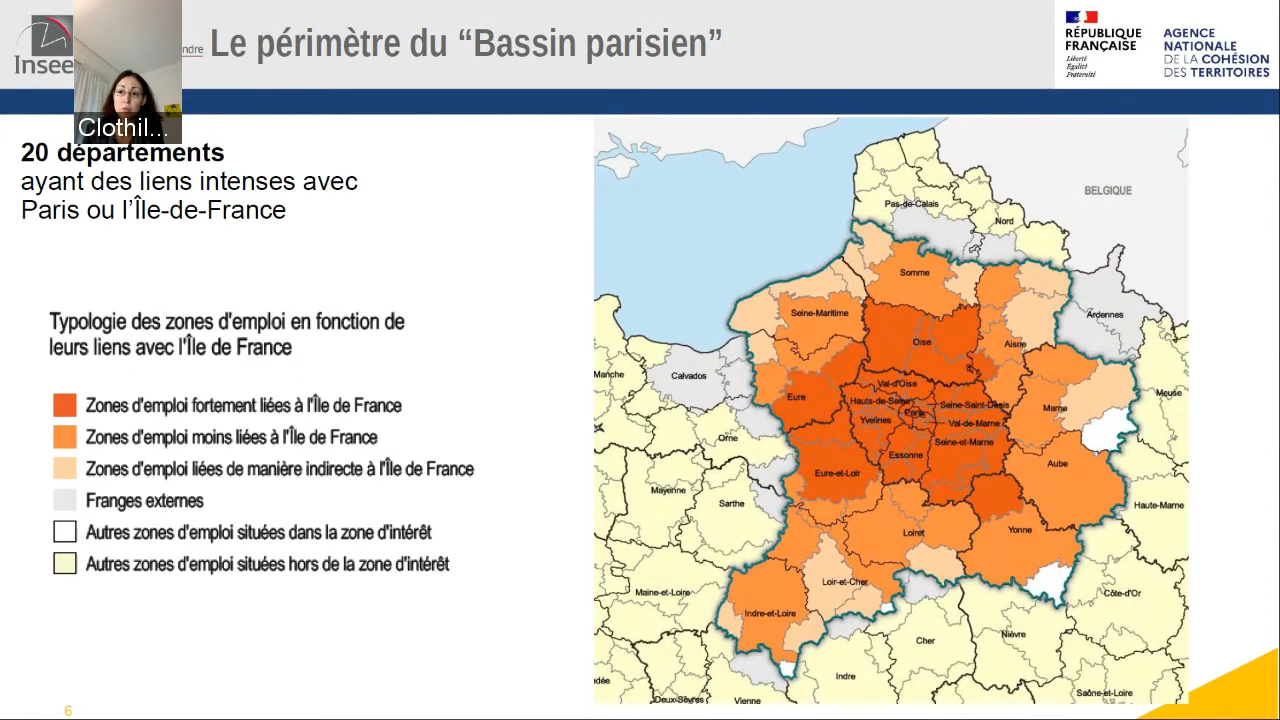 Insee
ndre
Le périmètre du “Bassin parisien”
RÉPUBLIQUE
FRANÇAISE
Liberté
Égalité
Fraternité
AGENCE
NATIONALE
DE LA COHÉSION
DES TERRITOIRES
Clothil...
20 départements
ayant des liens intenses avec
Paris ou l’Île-de-France
Typologie des zones d'emploi en fonction de
leurs liens avec l'Île de France
Zones d'emploi fortement liées à l'Île de France
Zones d'emploi moins liées à l'Île de France
Zones d'emploi liées de manière indirecte à l'Île de France
Franges externes
Autres zones d'emploi situées dans la zone d'intérêt
Autres zones d'emploi situées hors de la zone d'intérêt
BELGIQUE
Pas-de-Calais
Nord
Somme
Seine-Maritime
Ardennes
Oise
Aisne
Manche
Calvados
Val-d'Oise
Meuse
Eure
Hauts-de-Seine
Seine-Saint-Denis
Marne
Paris
Yvelines
Val-de-Marne
Orne
Seine-et-Marne
Essonne
Aube
Eure-et-Loir
Mayenne
Sarthe
Haute-Marne
Loiret
Yonne
Loir-et-Cher
Maine-et-Loire
Côte-d'Or
Indre-et-Loire
Nièvre
Cher
Indre
dée
Deux-Sèvres
Vienne
Saône-et-Loire
6